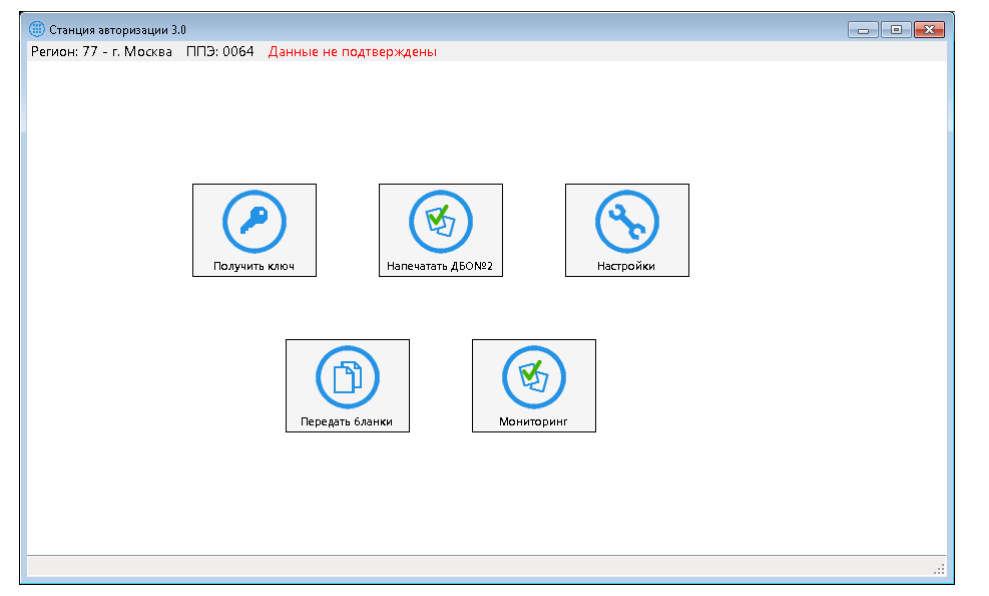 Станция авторизации 3.0
Регион: 77 - г. Москва ППЭ: 0064 Данные не подтверждены
Получить ключ
Напечатать ДБО№2
Настройки
Передать бланки
Мониторинг